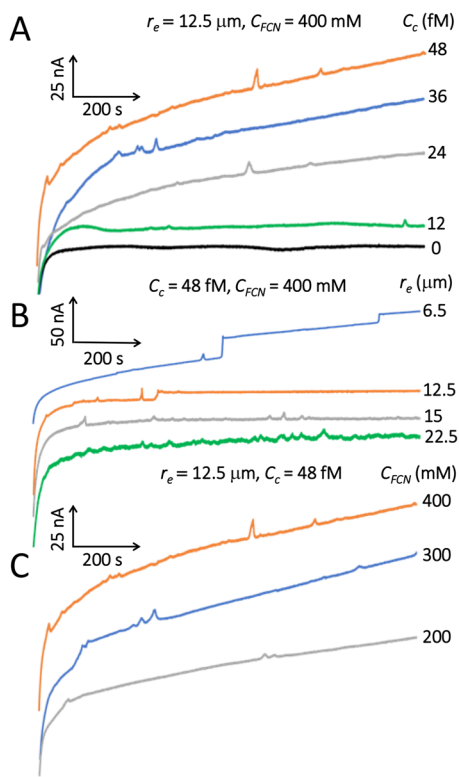 A
r_e = 12.5 μm, C_FCN = 400 mM
C_c (fM)
48
25 nA
200 s
36
24
12
0
B
C_c = 48 fM, C_FCN = 400 mM
r_e (μm)
6.5
50 nA
200 s
12.5
15
22.5
r_e = 12.5 μm, C_c = 48 fM
C_FCN (mM)
400
25 nA
200 s
C
300
200